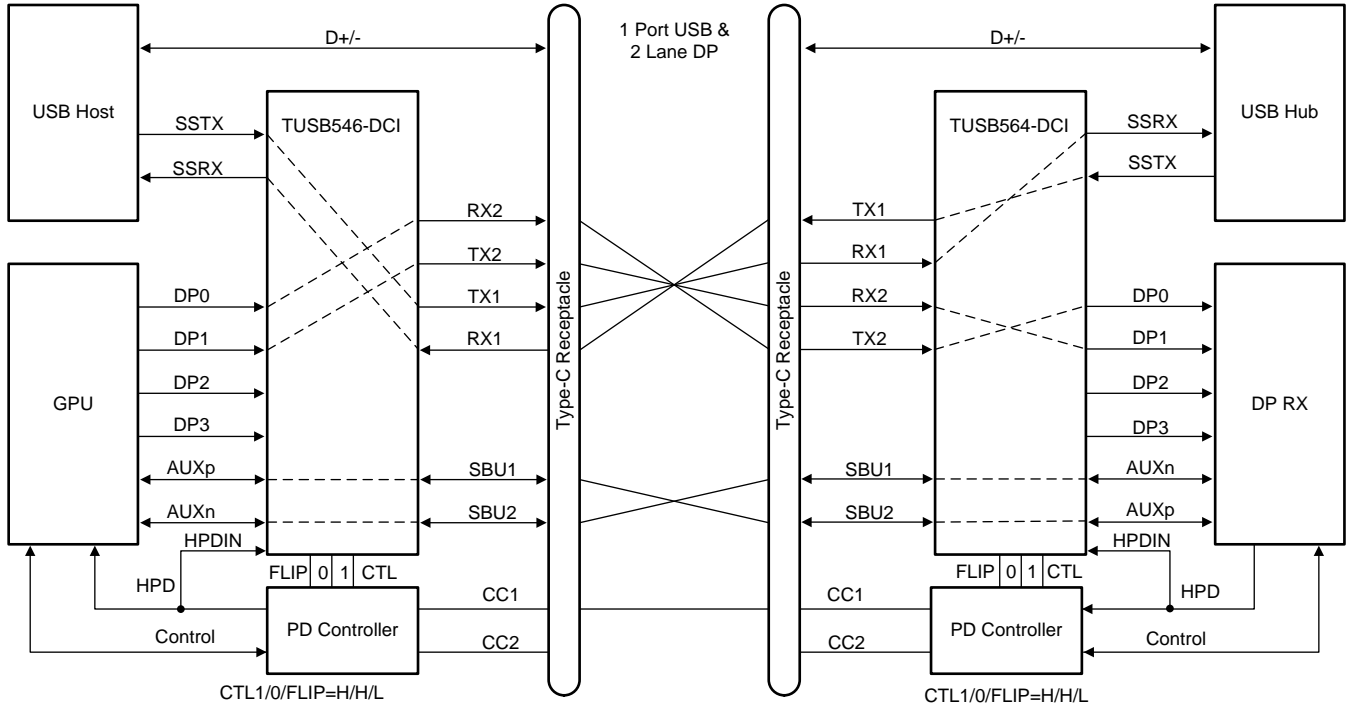 1 Port USB &
2 Lane DP
D+/-
D+/-
USB Host
TUSB546-DCI
TUSB564-DCI
USB Hub
SSTX
SSRX
SSRX
SSTX
RX2
TX2
TX1
RX1
TX1
RX1
RX2
TX2
Type-C Receptacle
Type-C Receptacle
GPU
DP0
DP1
DP2
DP3
AUXp
AUXn
HPDIN
SBU1
SBU2
SBU1
SBU2
DP0
DP1
DP2
DP3
AUXn
AUXp
HPDIN
DP RX
FLIP 0 1 CTL
FLIP 0 1 CTL
HPD
HPD
Control
Control
PD Controller
PD Controller
CC1
CC2
CC1
CC2
CTL1/0/FLIP=H/H/L
CTL1/0/FLIP=H/H/L